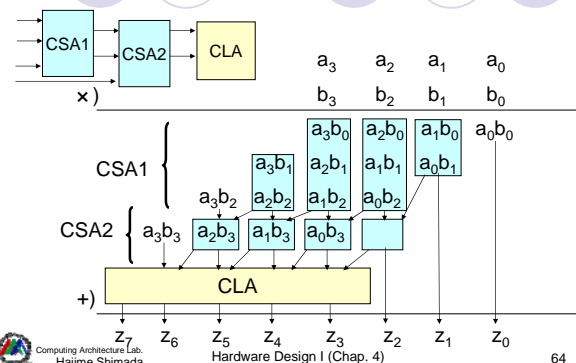 CSA1
CSA2
CLA
a3 a2 a1 a0
×) b3 b2 b1 b0
CSA1
a3b0 a2b0 a1b0 a0b0
a3b1 a2b1 a1b1 a0b1
a3b2 a2b2 a1b2 a0b2
CSA2
a3b3 a2b3 a1b3 a0b3
+)
CLA
z7 z6 z5 z4 z3 z2 z1 z0
Computing Architecture Lab.
Hajime Shimada
Hardware Design I (Chap. 4)
64